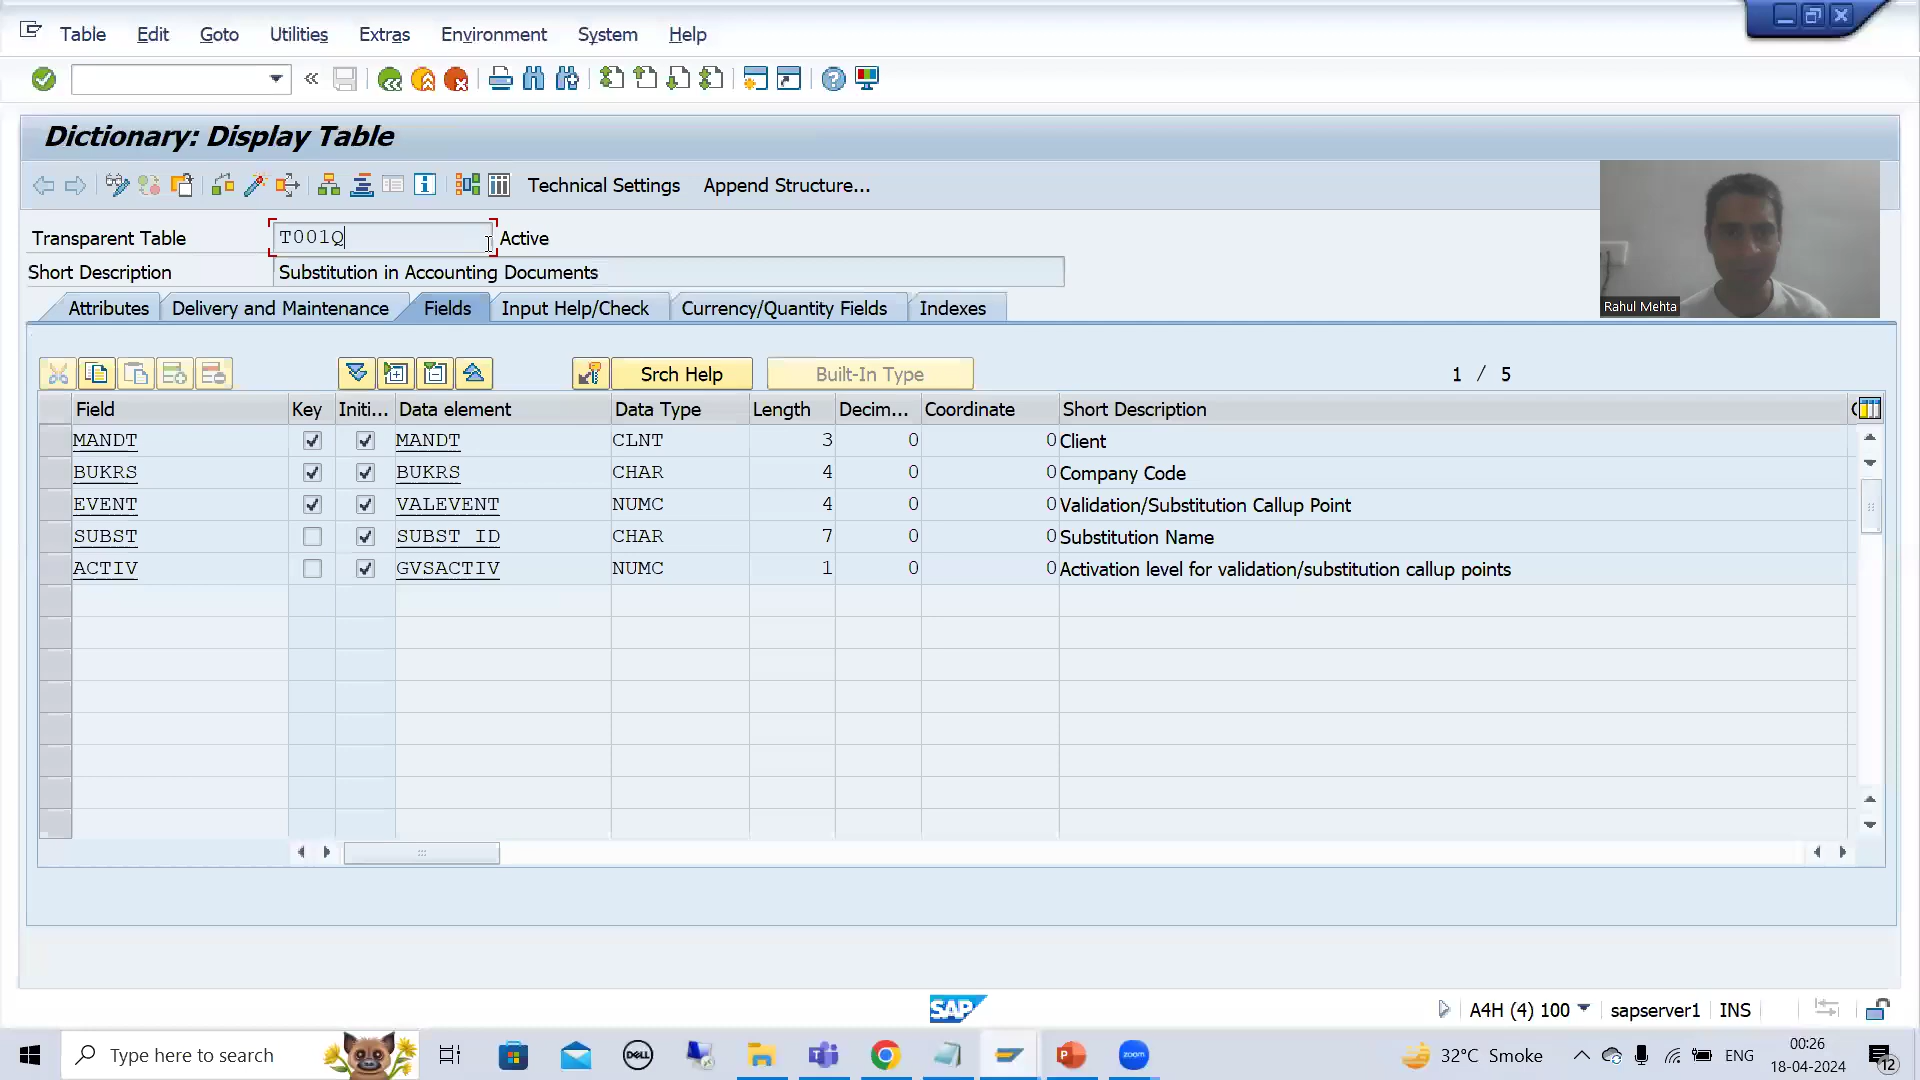 Table Edit Goto Utilities Extras Environment System Help
Dictionary: Display Table
Technical Settings Append Structure...
Transparent Table T001Q Active
Short Description Substitution in Accounting Documents
Rahul Mehta
Attributes Delivery and Maintenance Fields Input Help/Check Currency/Quantity Fields Indexes
Srch Help Built-In Type 1 / 5
Field Key Initi... Data element Data Type Length Decim... Coordinate Short Description
MANDT MANDT CLNT 3 0 0 Client
BUKRS BUKRS CHAR 4 0 0 Company Code
EVENT VALEVENT NUMC 4 0 0 Validation/Substitution Callup Point
SUBST SUBST_ID CHAR 7 0 0 Substitution Name
ACTIV GVSACTIV NUMC 1 0 0 Activation level for validation/substitution callup points
SAP A4H (4) 100 sapserver1 INS
Type here to search DELL zoom 32°C Smoke ENG 00:26
18-04-2024 12